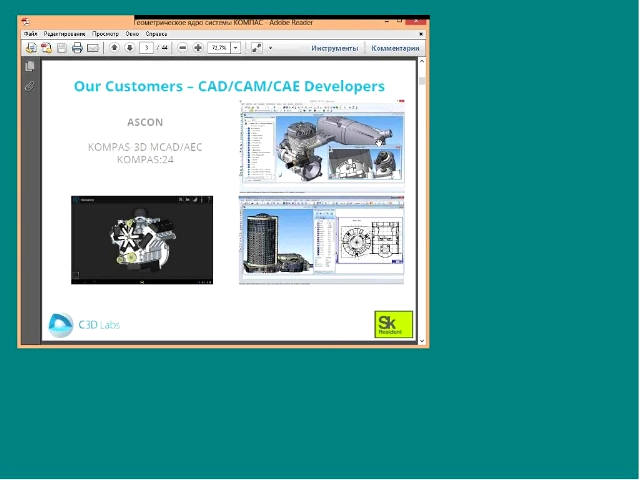 еометрическое ядро системы КОМПАС - Adobe Reader
Файл Редактирование Просмотр Окно Справка
3 / 44 72,7% Инструменты Комментарии
Our Customers – CAD/CAM/CAE Developers
ASCON
KOMPAS-3D MCAD/AEC
KOMPAS:24
C3D Labs
Sk
Resident